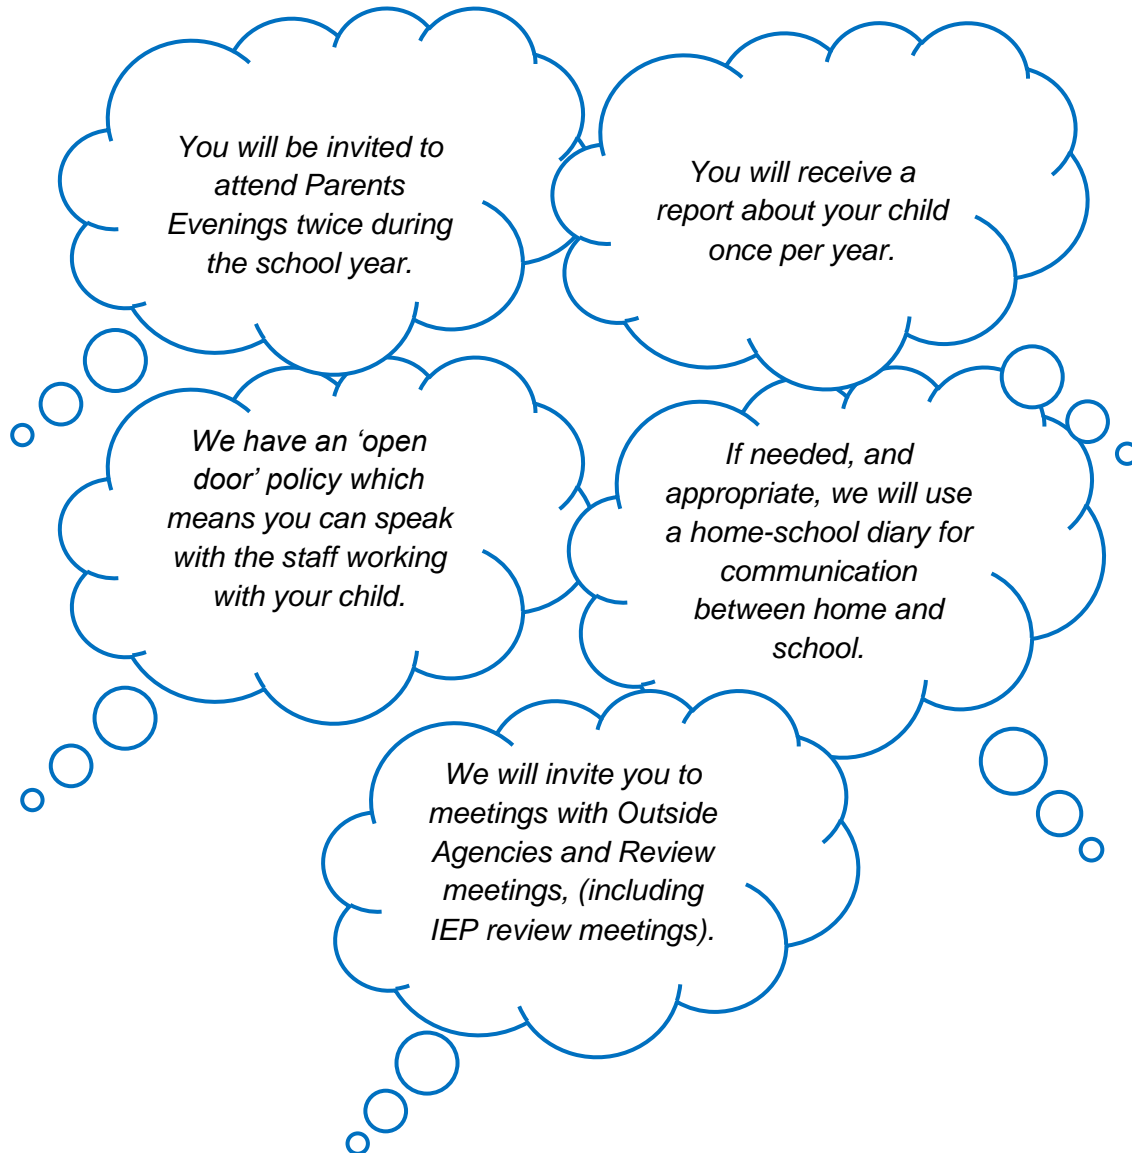 You will be invited to
attend Parents
Evenings twice during
the school year.
You will receive a
report about your child
once per year.
We have an ‘open
door’ policy which
means you can speak
with the staff working
with your child.
If needed, and
appropriate, we will use
a home-school diary for
communication
between home and
school.
We will invite you to
meetings with Outside
Agencies and Review
meetings, (including
IEP review meetings).